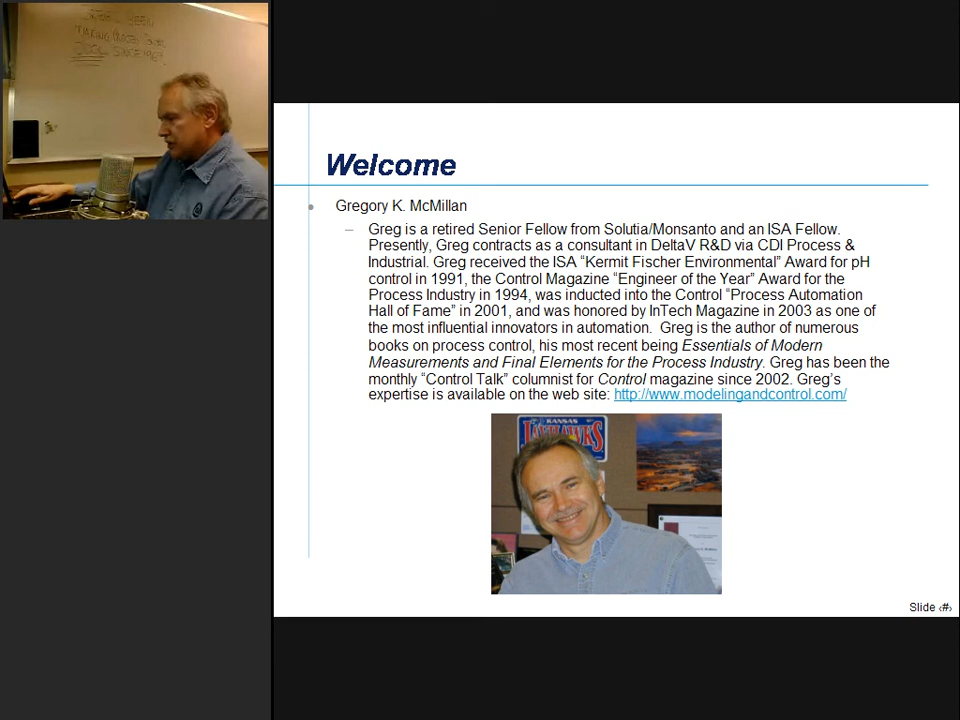 BEEN
SINCE 1969
Welcome
Gregory K. McMillan
– Greg is a retired Senior Fellow from Solutia/Monsanto and an ISA Fellow.
Presently, Greg contracts as a consultant in DeltaV R&D via CDI Process &
Industrial. Greg received the ISA “Kermit Fischer Environmental” Award for pH
control in 1991, the Control Magazine “Engineer of the Year” Award for the
Process Industry in 1994, was inducted into the Control “Process Automation
Hall of Fame” in 2001, and was honored by InTech Magazine in 2003 as one of
the most influential innovators in automation. Greg is the author of numerous
books on process control, his most recent being Essentials of Modern
Measurements and Final Elements for the Process Industry. Greg has been the
monthly “Control Talk” columnist for Control magazine since 2002. Greg’s
expertise is available on the web site: http://www.modelingandcontrol.com/
KANSAS
JAYHAWKS
Slide ‹#›